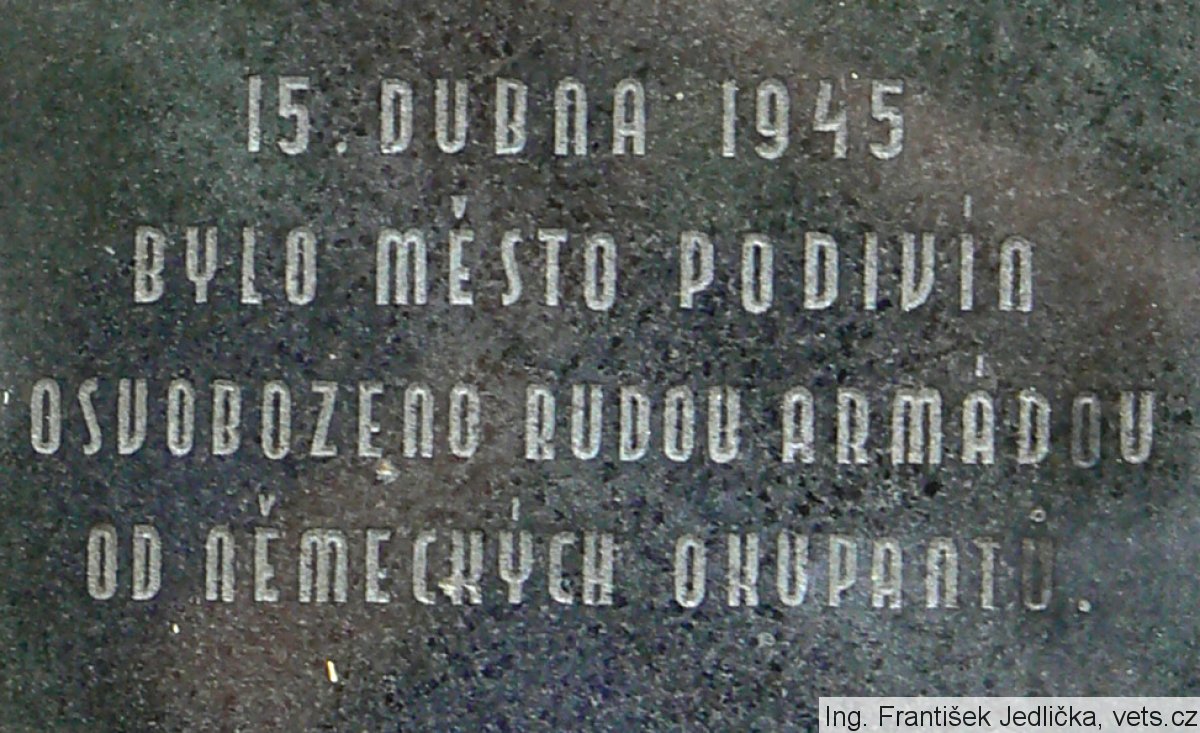 15. DUBNA 1945
BYLO MĚSTO PODIVÍN
OSVOBOZENO RUDOU ARMÁDOU
OD NĚMECKÝCH OKUPANTŮ.
Ing. František Jedlička, vets.cz